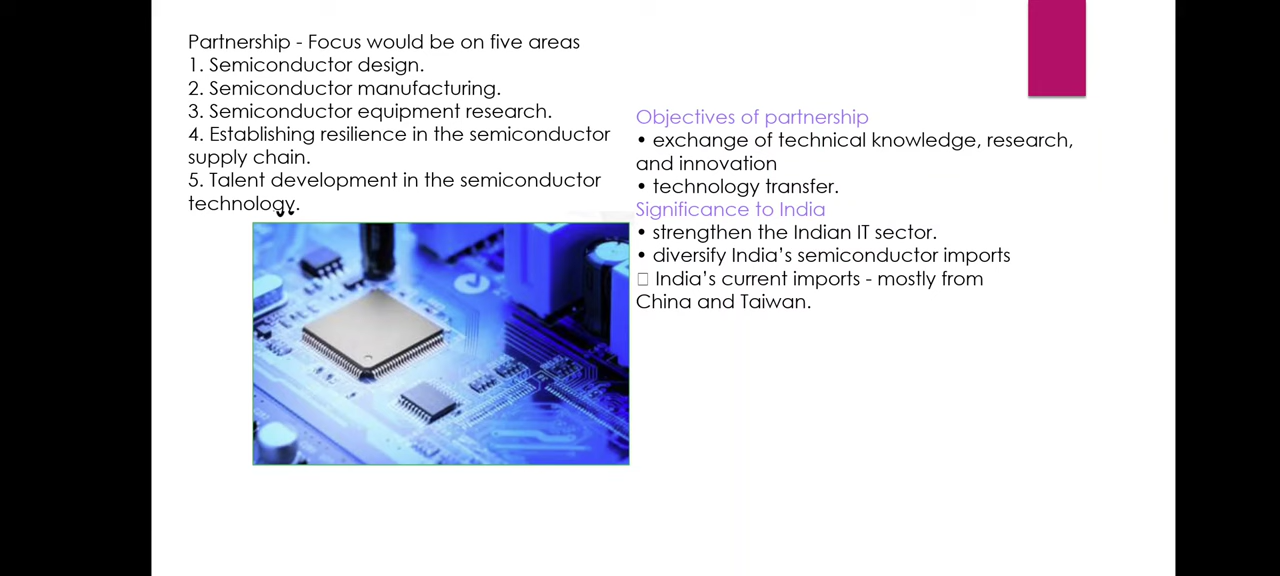 Partnership - Focus would be on five areas
1. Semiconductor design.
2. Semiconductor manufacturing.
3. Semiconductor equipment research.
4. Establishing resilience in the semiconductor
supply chain.
5. Talent development in the semiconductor
technology.
Objectives of partnership
• exchange of technical knowledge, research,
and innovation
• technology transfer.
Significance to India
• strengthen the Indian IT sector.
• diversify India’s semiconductor imports
□ India’s current imports - mostly from
China and Taiwan.